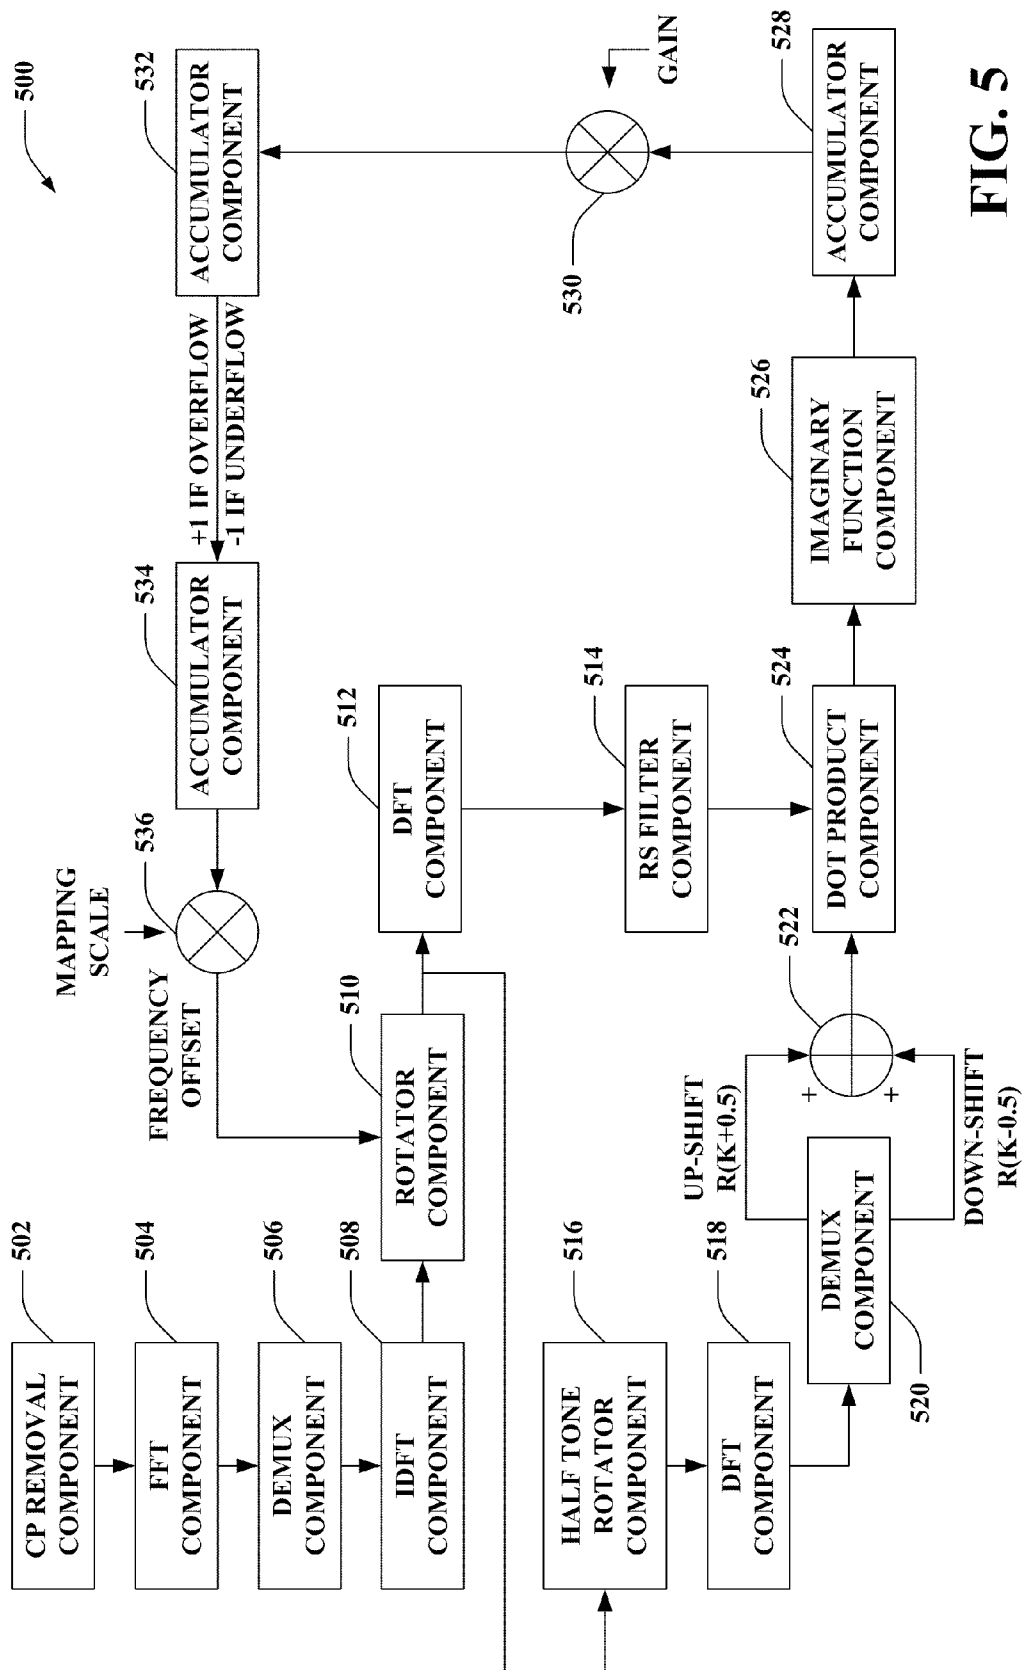 500
CP REMOVAL
COMPONENT
502
FFT
COMPONENT
504
DEMUX
COMPONENT
506
IDFT
COMPONENT
508
ROTATOR
COMPONENT
510
FREQUENCY
OFFSET
MAPPING
SCALE
536
ACCUMULATOR
COMPONENT
534
+1 IF OVERFLOW
-1 IF UNDERFLOW
ACCUMULATOR
COMPONENT
532
DFT
COMPONENT
512
RS FILTER
COMPONENT
514
HALF TONE
ROTATOR
COMPONENT
516
DFT
COMPONENT
518
DEMUX
COMPONENT
520
UP-SHIFT
R(K+0.5)
DOWN-SHIFT
R(K-0.5)
+
+
522
DOT PRODUCT
COMPONENT
524
IMAGINARY
FUNCTION
COMPONENT
526
ACCUMULATOR
COMPONENT
528
530
GAIN
FIG. 5